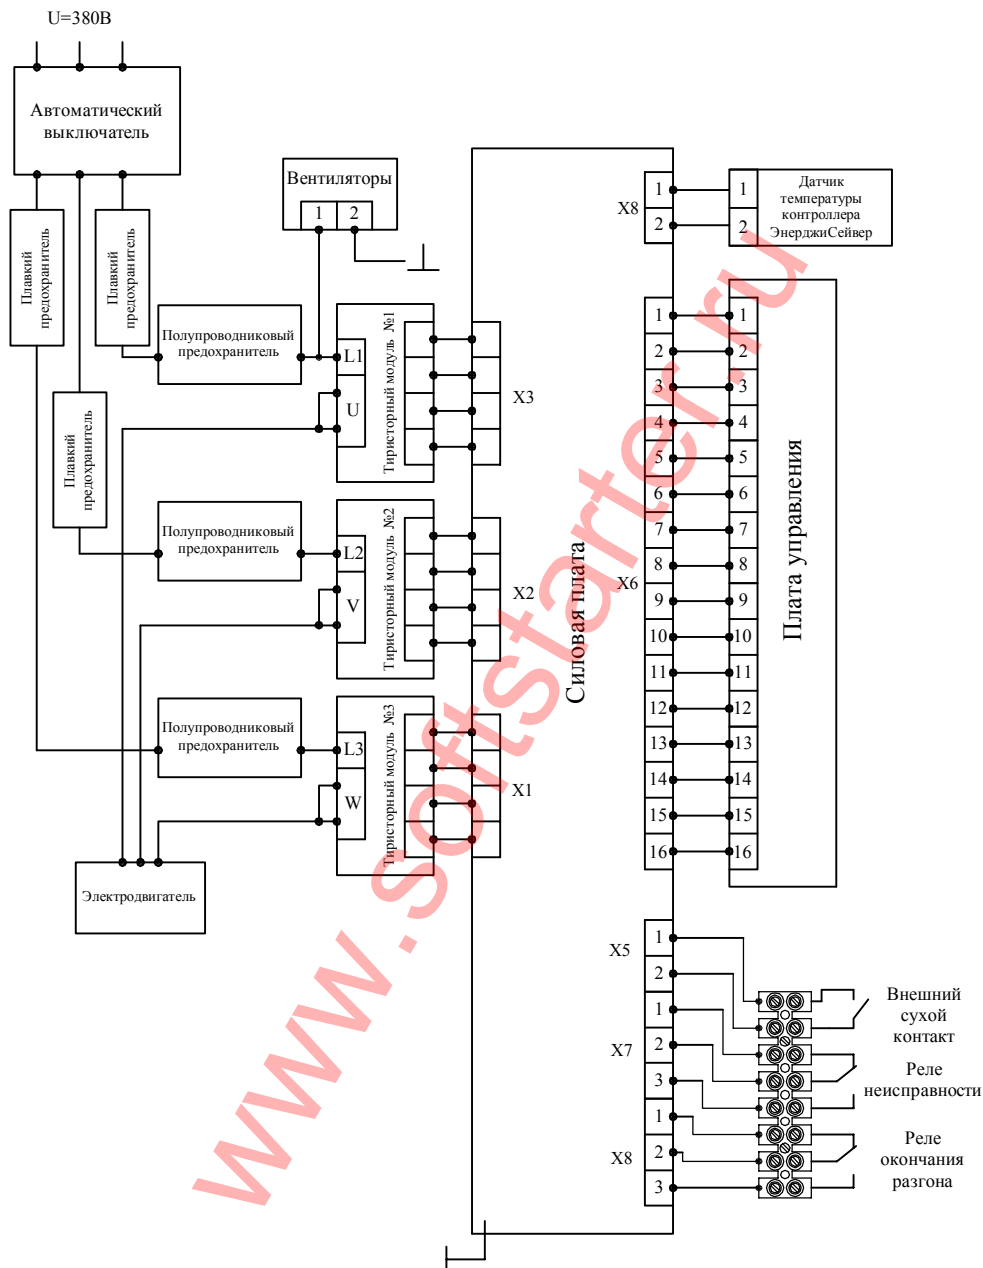 U=380В
Автоматический
выключатель
Плавкий
предохранитель
Плавкий
предохранитель
Плавкий
предохранитель
Вентиляторы
1 2
Полупроводниковый
предохранитель
L1
U
Тиристорный модуль №1
X3
Полупроводниковый
предохранитель
L2
V
Тиристорный модуль №2
X2
Полупроводниковый
предохранитель
L3
W
Тиристорный модуль №3
X1
Электродвигатель
Силовая плата
X8
1 1
2 2
Датчик
температуры
контроллера
ЭнерджиСейвер
X6
1 1
2 2
3 3
4 4
5 5
6 6
7 7
8 8
9 9
10 10
11 11
12 12
13 13
14 14
15 15
16 16
Плата управления
X5
1
2
X7
1
2
3
X8
1
2
3
Внешний
сухой
контакт
Реле
неисправности
Реле
окончания
разгона
www.softstarter.ru